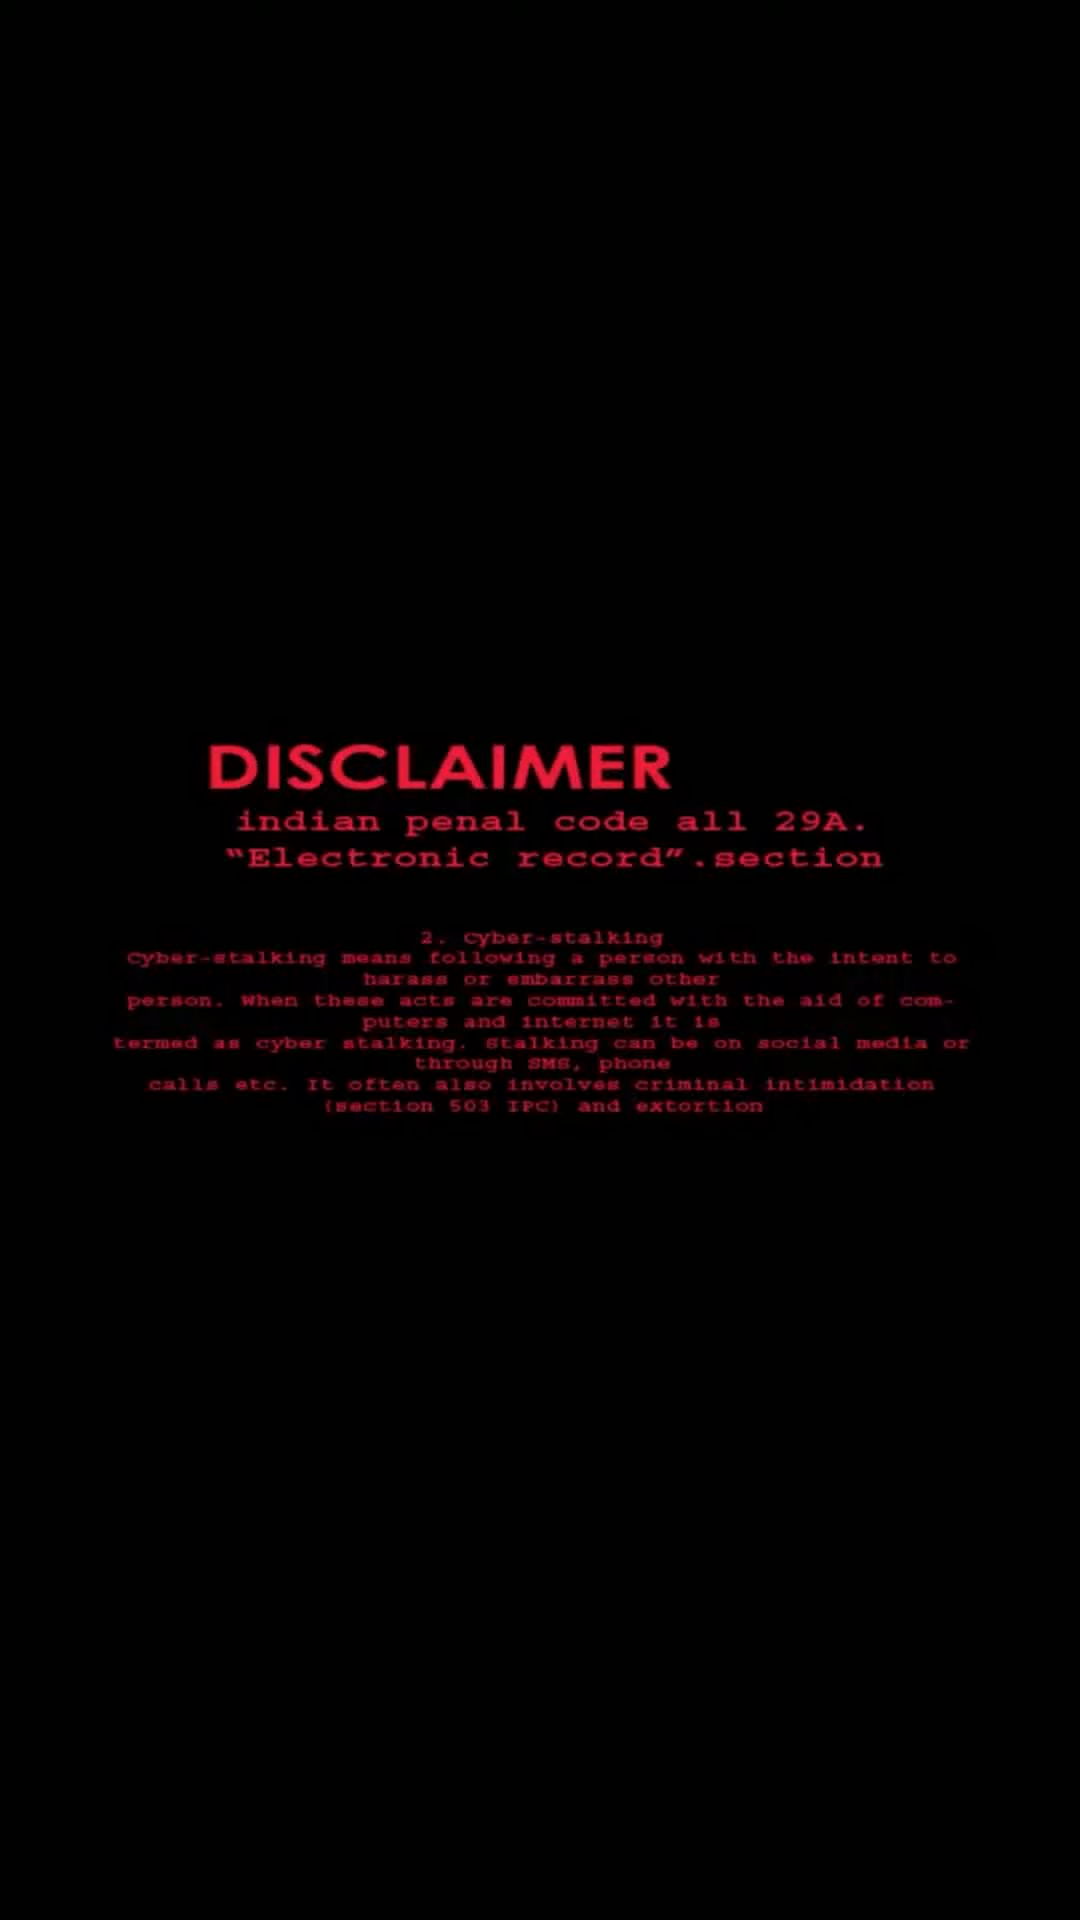 DISCLAIMER
indian penal code all 29A.
“Electronic record”.section
2. Cyber-stalking
Cyber-stalking means following a person with the intent to
harass or embarrass other
person. When these acts are committed with the aid of com-
puters and internet it is
termed as cyber stalking. Stalking can be on social media or
through SMS, phone
calls etc. It often also involves criminal intimidation
(section 503 IPC) and extortion